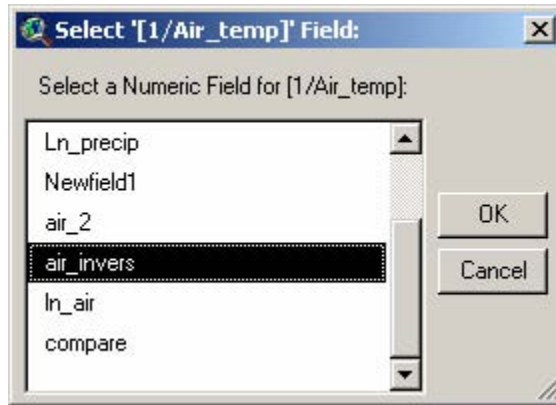 Select '[1/Air_temp]' Field:
Select a Numeric Field for [1/Air_temp]:
Ln_precip
Newfield1
air_2
air_invers
ln_air
compare
OK
Cancel